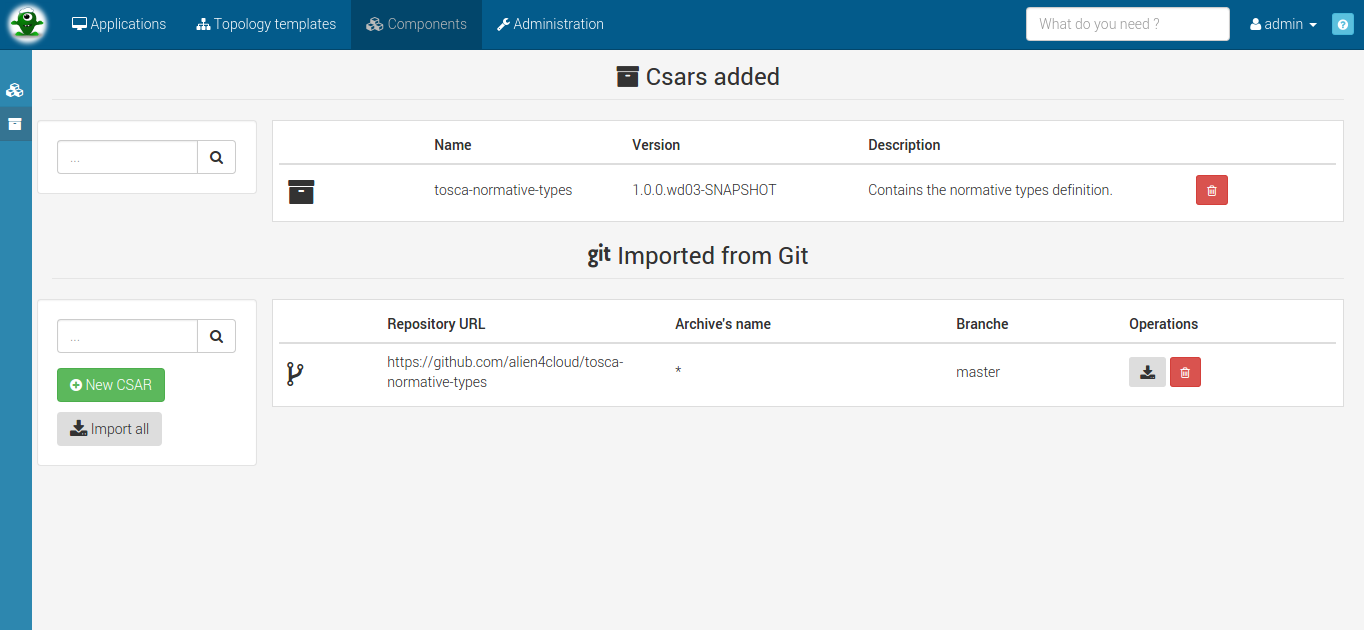 Applications Topology templates Components Administration What do you need ? admin
Csars added
...
Name Version Description
tosca-normative-types 1.0.0.wd03-SNAPSHOT Contains the normative types definition.
git Imported from Git
...
New CSAR
Import all
Repository URL Archive's name Branche Operations
https://github.com/alien4cloud/tosca-
normative-types * master